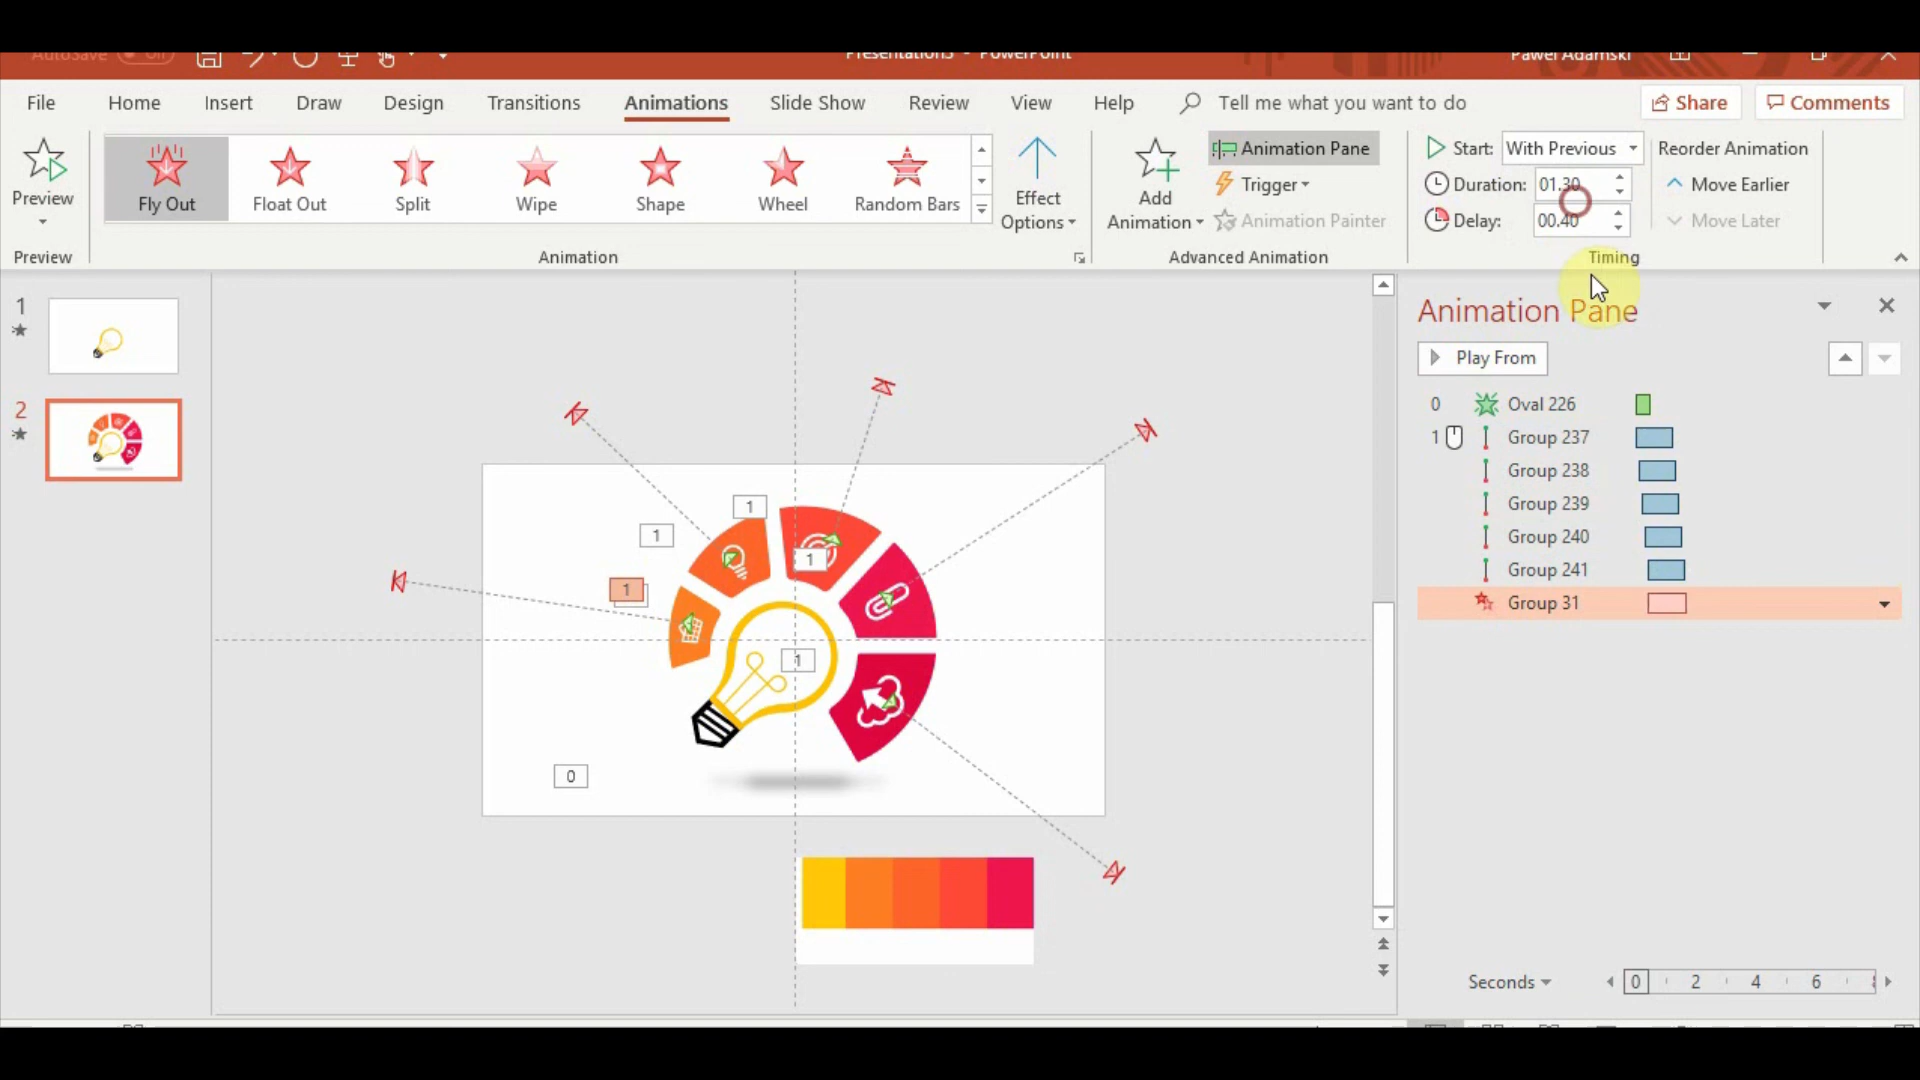 AutoSave Off
Presentation5 - PowerPoint
Paweł Adamski
File Home Insert Draw Design Transitions Animations Slide Show Review View Help Tell me what you want to do Share Comments
Preview
Fly Out Float Out Split Wipe Shape Wheel Random Bars
Effect Options
Add Animation
Animation Pane
Trigger
Animation Painter
Start: With Previous
Duration: 01.30
Delay: 00.40
Reorder Animation
Move Earlier
Move Later
Preview Animation Advanced Animation Timing
1
2
1
1
1
1
1
0
Animation Pane
Play From
0 Oval 226
1 Group 237
Group 238
Group 239
Group 240
Group 241
Group 31
Seconds 0 2 4 6